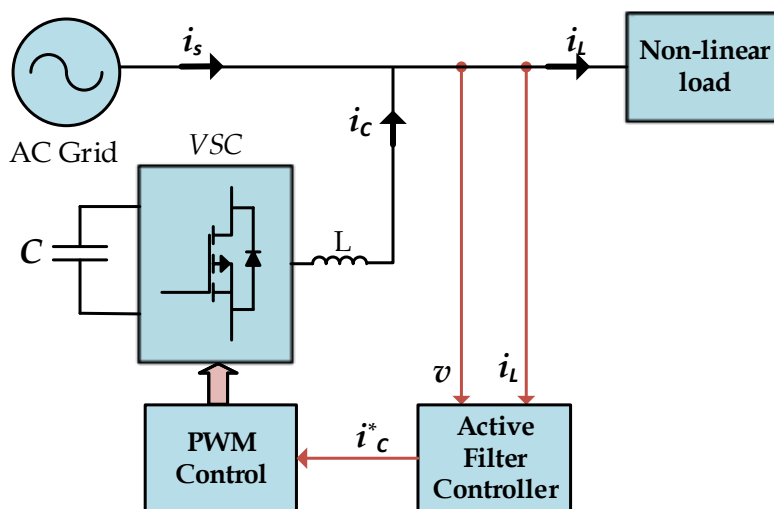 i_s
i_L
Non-linear
load
AC Grid
VSC
i_C
C
L
v
i_L
PWM
Control
i*_C
Active
Filter
Controller